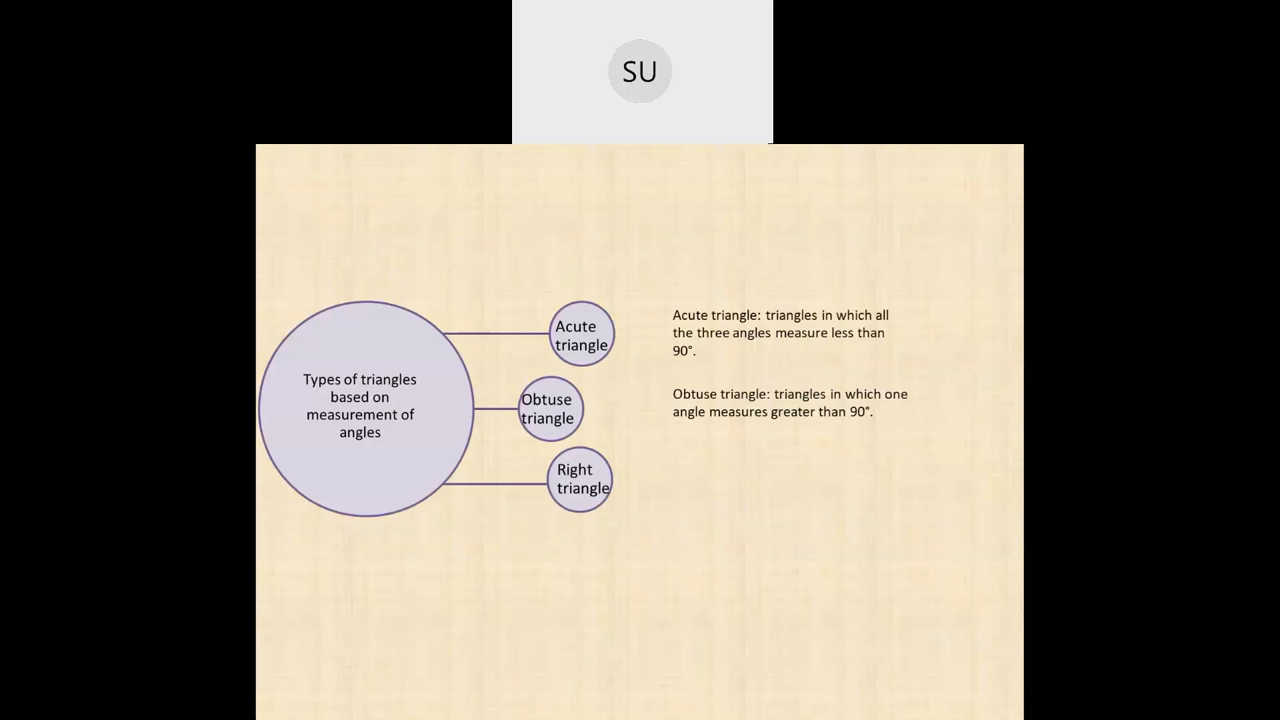 SU
Types of triangles
based on
measurement of
angles
Acute
triangle
Obtuse
triangle
Right
triangle
Acute triangle: triangles in which all
the three angles measure less than
90°.
Obtuse triangle: triangles in which one
angle measures greater than 90°.